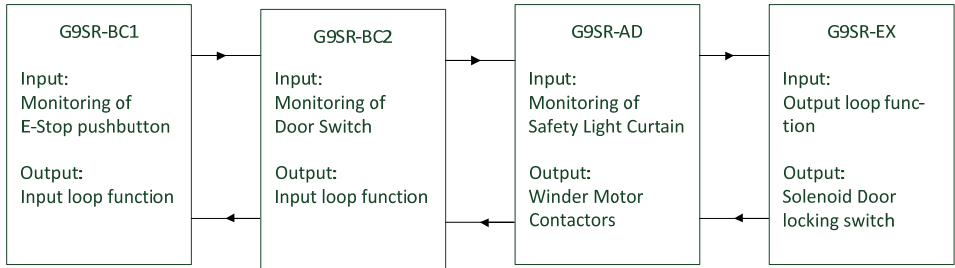 G9SR-BC1
Input:
Monitoring of
E-Stop pushbutton
Output:
Input loop function
G9SR-BC2
Input:
Monitoring of
Door Switch
Output:
Input loop function
G9SR-AD
Input:
Monitoring of
Safety Light Curtain
Output:
Winder Motor
Contactors
G9SR-EX
Input:
Output loop func-
tion
Output:
Solenoid Door
locking switch